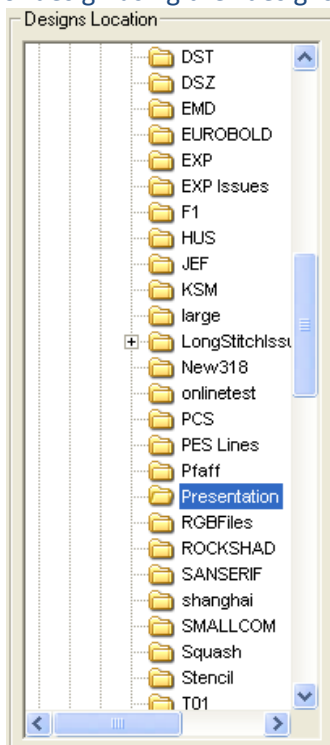 Designs Location
DST
DSZ
EMD
EUROBOLD
EXP
EXP Issues
F1
HUS
JEF
KSM
large
LongStitchIssu
New318
onlinetest
PCS
PES Lines
Pfaff
Presentation
RGBFiles
ROCKSHAD
SANSERIF
shanghai
SMALLCOM
Squash
Stencil
T01